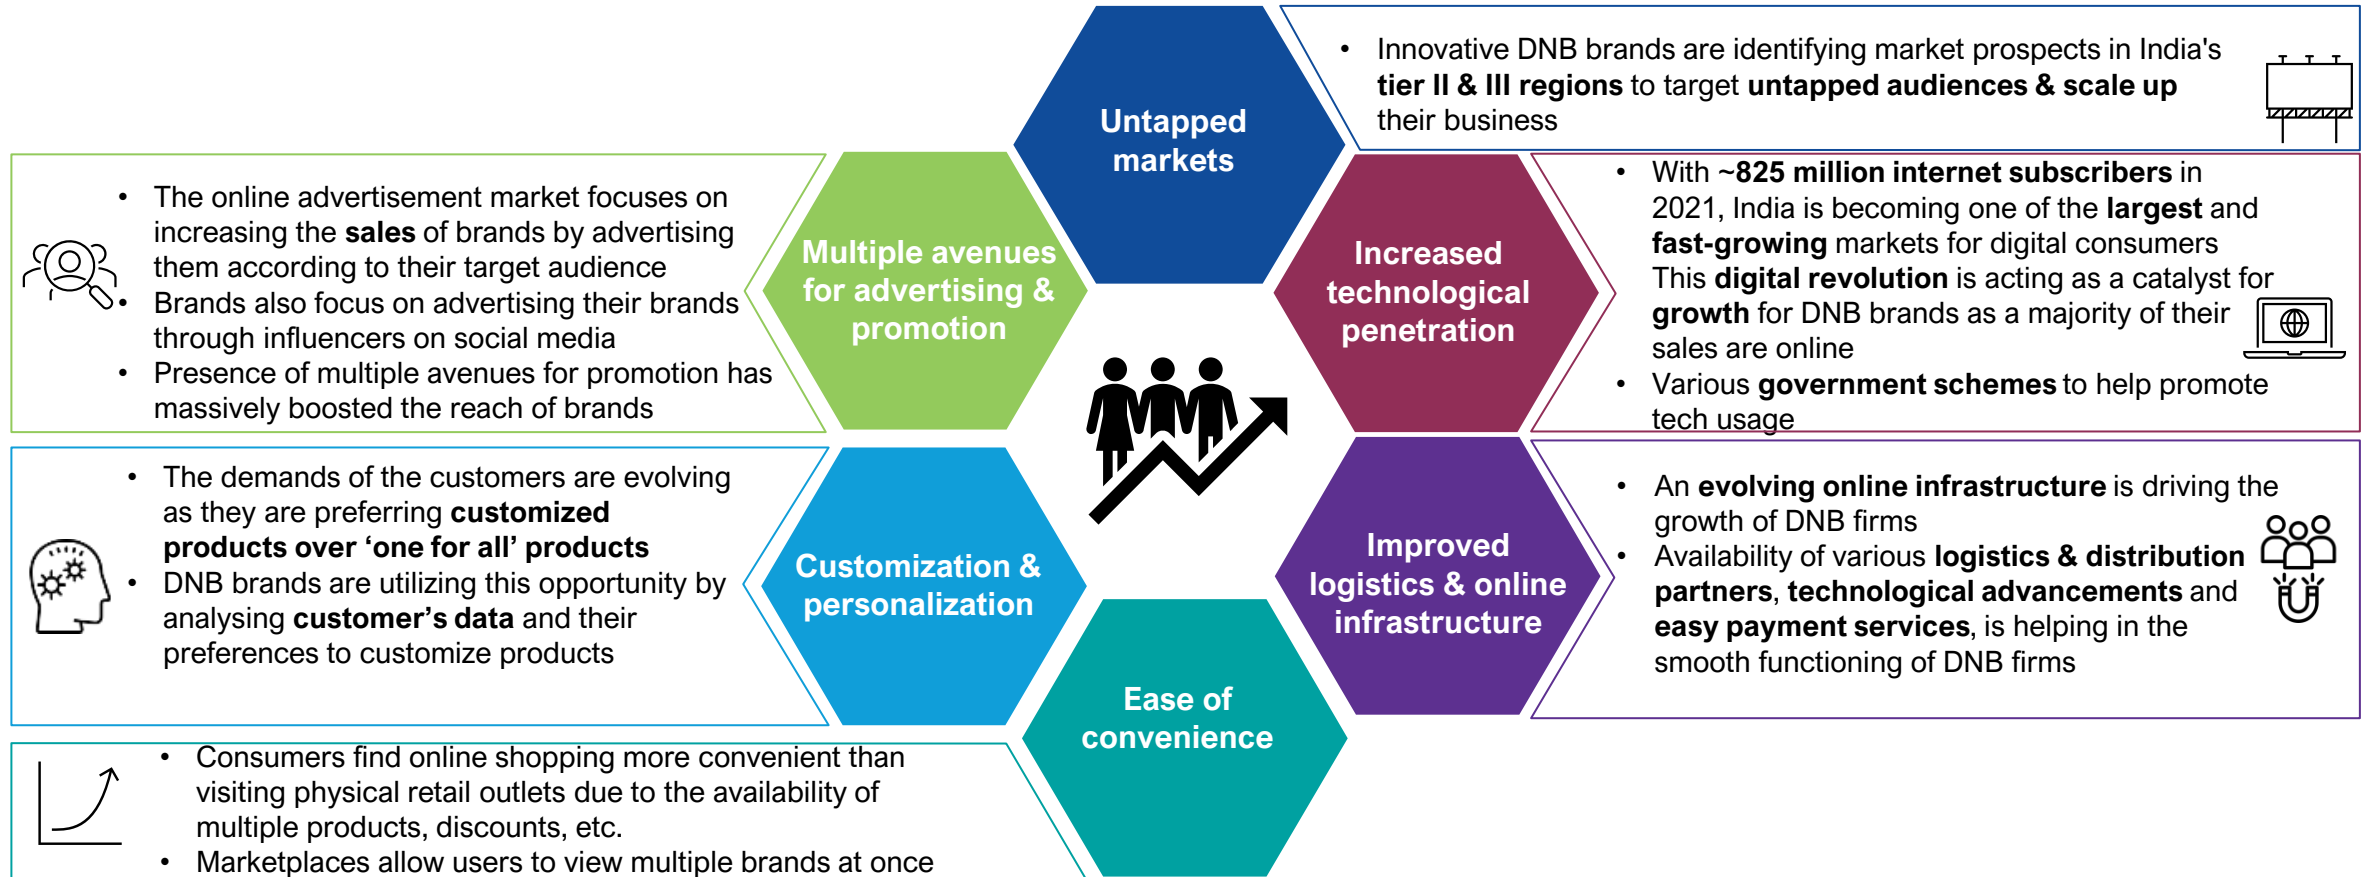 Untapped
markets
• Innovative DNB brands are identifying market prospects in India's
tier II & III regions to target untapped audiences & scale up
their business
• The online advertisement market focuses on
increasing the sales of brands by advertising
them according to their target audience
• Brands also focus on advertising their brands
through influencers on social media
• Presence of multiple avenues for promotion has
massively boosted the reach of brands
Multiple avenues
for advertising &
promotion
Increased
technological
penetration
• With ~825 million internet subscribers in
2021, India is becoming one of the largest and
fast-growing markets for digital consumers
This digital revolution is acting as a catalyst for
growth for DNB brands as a majority of their
sales are online
• Various government schemes to help promote
tech usage
• The demands of the customers are evolving
as they are preferring customized
products over ‘one for all’ products
• DNB brands are utilizing this opportunity by
analysing customer’s data and their
preferences to customize products
Customization &
personalization
Improved
logistics & online
infrastructure
• An evolving online infrastructure is driving the
growth of DNB firms
• Availability of various logistics & distribution
partners, technological advancements and
easy payment services, is helping in the
smooth functioning of DNB firms
Ease of
convenience
• Consumers find online shopping more convenient than
visiting physical retail outlets due to the availability of
multiple products, discounts, etc.
• Marketplaces allow users to view multiple brands at once